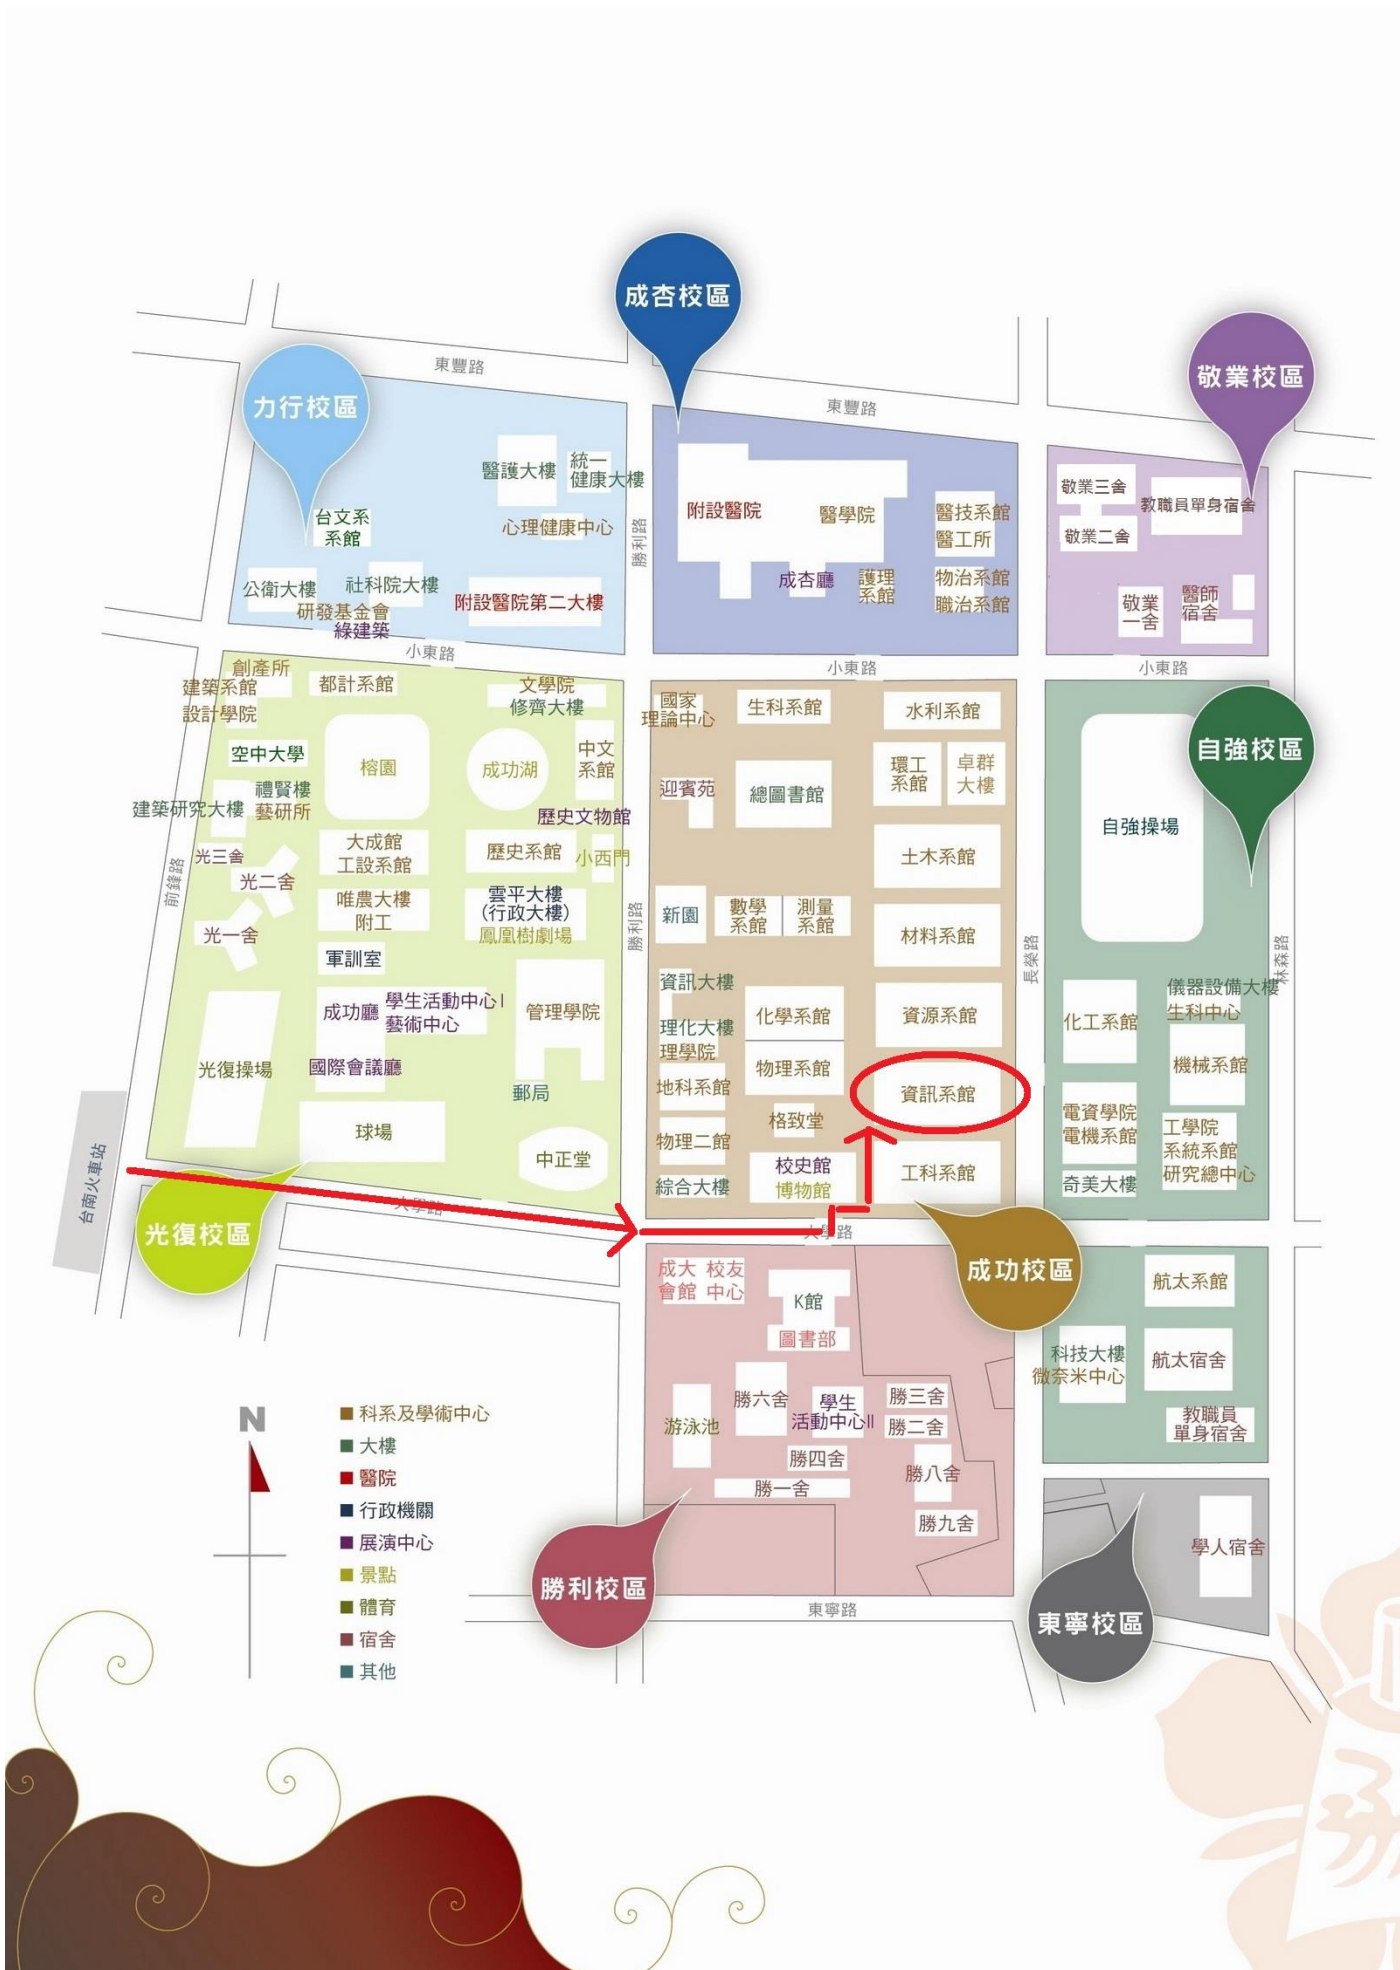 成杏校區
敬業校區
力行校區
東豐路
東豐路
醫護大樓
統一
健康大樓
心理健康中心
台文系
系館
公衛大樓
社科院大樓
研發基金會
綠建築
附設醫院第二大樓
勝利路
附設醫院
醫學院
醫技系館
醫工所
成杏廳
護理
系館
物治系館
職治系館
敬業三舍
敬業二舍
教職員單身宿舍
敬業
一舍
醫師
宿舍
小東路
小東路
小東路
創產所
建築系館
設計學院
都計系館
文學院
修齊大樓
空中大學
榕園
成功湖
中文
系館
禮賢樓
建築研究大樓
藝研所
歷史文物館
大成館
工設系館
歷史系館
小西門
光三舍
光二舍
光一舍
前鋒路
唯農大樓
附工
雲平大樓
(行政大樓)
鳳凰樹劇場
軍訓室
成功廳
學生活動中心I
藝術中心
管理學院
國際會議廳
光復操場
郵局
球場
中正堂
勝利路
台南火車站
大學路
光復校區
國家
理論中心
生科系館
水利系館
迎賓苑
總圖書館
環工
系館
卓群
大樓
土木系館
新園
數學
系館
測量
系館
材料系館
資訊大樓
化學系館
資源系館
理化大樓
理學院
物理系館
地科系館
資訊系館
格致堂
物理二館
校史館
博物館
工科系館
綜合大樓
大學路
成功校區
長榮路
自強校區
自強操場
林森路
儀器設備大樓
生科中心
化工系館
機械系館
電資學院
電機系館
工學院
系統系館
研究總中心
奇美大樓
航太系館
科技大樓
微奈米中心
航太宿舍
教職員
單身宿舍
成大
會館
校友
中心
K館
圖書部
勝六舍
學生
活動中心II
勝三舍
勝二舍
游泳池
勝四舍
勝八舍
勝一舍
勝九舍
勝利校區
東寧路
東寧校區
學人宿舍
N
科系及學術中心
大樓
醫院
行政機關
展演中心
景點
體育
宿舍
其他